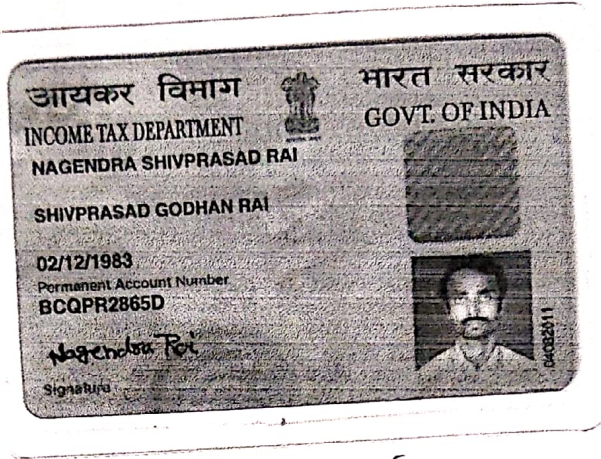 आयकर विभाग
भारत सरकार
INCOME TAX DEPARTMENT
GOVT. OF INDIA
NAGENDRA SHIVPRASAD RAI
SHIVPRASAD GODHAN RAI
02/12/1983
Permanent Account Number
BCQPR2865D
Nagendra Rai
Signature